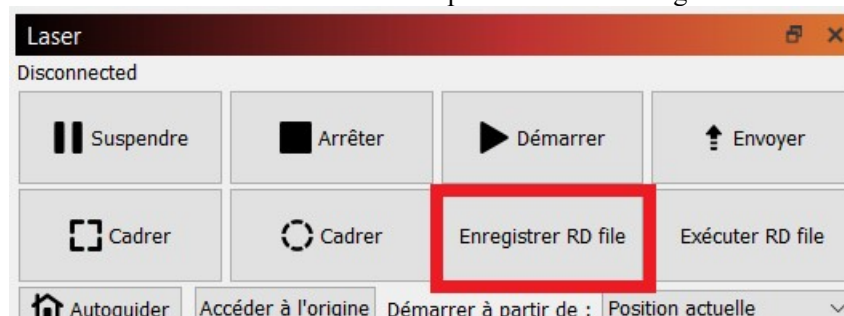 Laser
Disconnected
Suspendre Arrêter Démarrer Envoyer
Cadrer Cadrer Enregistrer RD file Exécuter RD file
Autoguider Accéder à l'origine Démarrer à partir de : Position actuelle